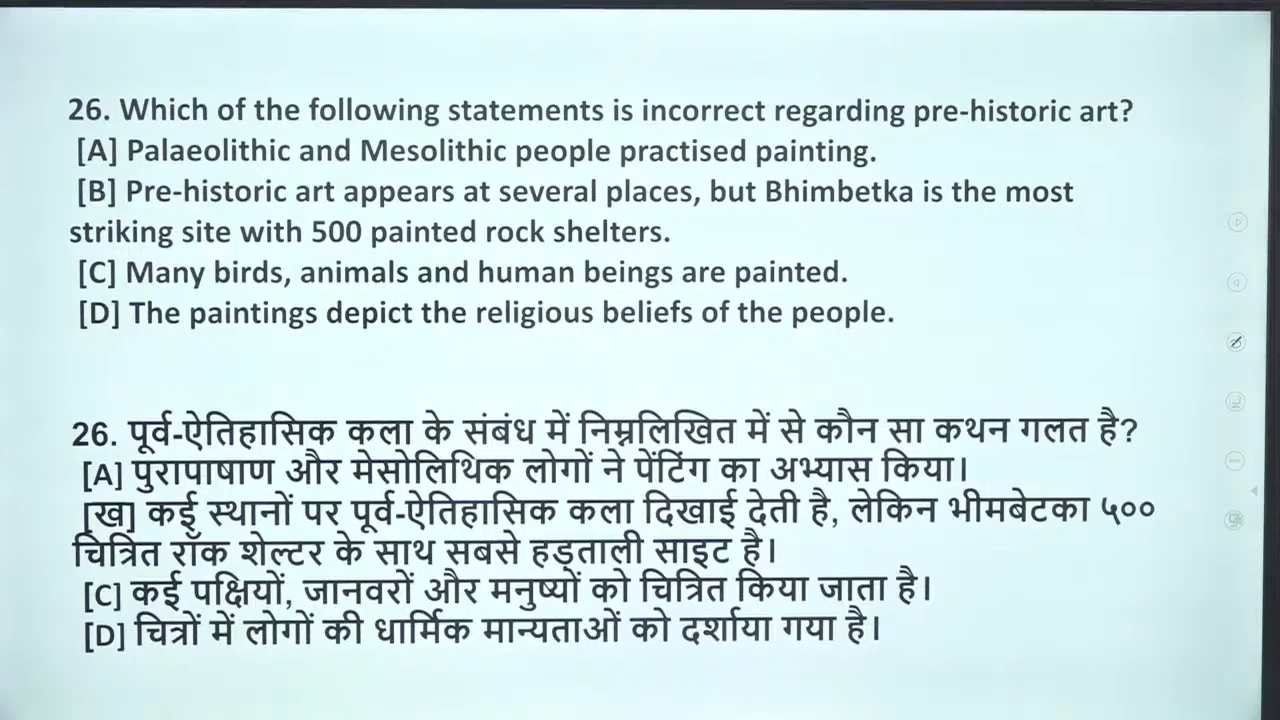 26. Which of the following statements is incorrect regarding pre-historic art?
[A] Palaeolithic and Mesolithic people practised painting.
[B] Pre-historic art appears at several places, but Bhimbetka is the most
striking site with 500 painted rock shelters.
[C] Many birds, animals and human beings are painted.
[D] The paintings depict the religious beliefs of the people.
26. पूर्व-ऐतिहासिक कला के संबंध में निम्नलिखित में से कौन सा कथन गलत है?
[A] पुरापाषाण और मेसोलिथिक लोगों ने पेंटिंग का अभ्यास किया।
[ख] कई स्थानों पर पूर्व-ऐतिहासिक कला दिखाई देती है, लेकिन भीमबेटका ५००
चित्रित रॉक शेल्टर के साथ सबसे हड़ताली साइट है।
[C] कई पक्षियों, जानवरों और मनुष्यों को चित्रित किया जाता है।
[D] चित्रों में लोगों की धार्मिक मान्यताओं को दर्शाया गया है।